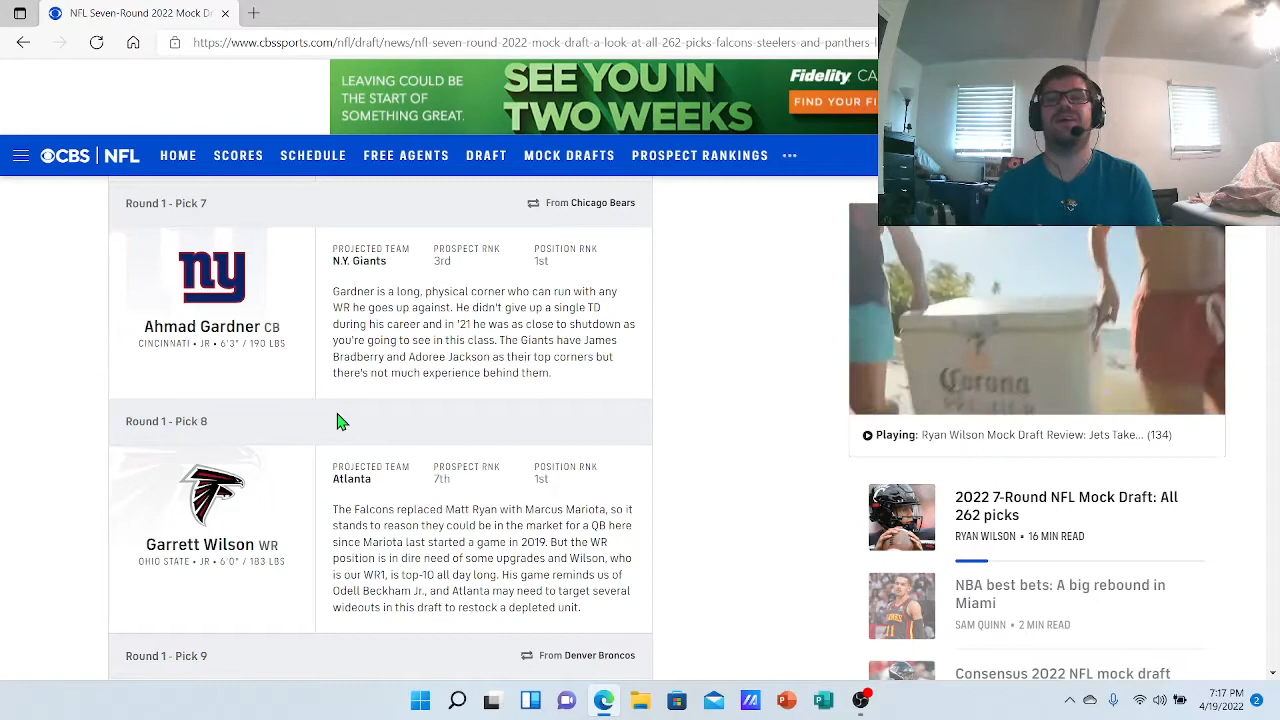 NFL Seven-Round 2022 Mock Dr
https://www.cbssports.com/nfl/draft/news/nfl-seven-round-2022-mock-draft-a-look-at-all-262-picks-falcons-steelers-and-panthers-
LEAVING COULD BE
THE START OF
SOMETHING GREAT.
SEE YOU IN
TWO WEEKS
Fidelity CA
FIND YOUR FI
CBS NFL HOME SCORES SCHEDULE FREE AGENTS DRAFT MOCK DRAFTS PROSPECT RANKINGS
Round 1 - Pick 7
From Chicago Bears
ny
Ahmad Gardner CB
CINCINNATI • JR • 6'3" / 190 LBS
PROJECTED TEAM PROSPECT RNK POSITION RNK
N.Y. Giants 3rd 1st
Gardner is a long, physical corner who can run with any
WR he goes up against. He didn't give up a single TD
during his career and in '21 he was as close to shutdown as
you're going to see in this class. The Giants have James
Bradberry and Adoree Jackson as their top corners but
there's not much experience behind them.
Round 1 - Pick 8
Garrett Wilson WR
OHIO STATE • JR • 6'0" / 183 LBS
PROJECTED TEAM PROSPECT RNK POSITION RNK
Atlanta 7th 1st
The Falcons replaced Matt Ryan with Marcus Mariota, so it
stands to reason they could be in the market for a QB here
since Mariota last started a game in 2019. But the WR
position is in dire need of serious upgrades and Wilson, who
is our WR1, is top-10 all day long. His game reminds us of
Odell Beckham Jr., and Atlanta may need to target several
wideouts in this draft to restock a depleted unit.
Round 1 - Pick 9
From Denver Broncos
Corona
Playing: Ryan Wilson Mock Draft Review: Jets Take... (134)
2022 7-Round NFL Mock Draft: All
262 picks
RYAN WILSON • 16 MIN READ
NBA best bets: A big rebound in
Miami
SAM QUINN • 2 MIN READ
Consensus 2022 NFL mock draft
7:17 PM
4/19/2022
2